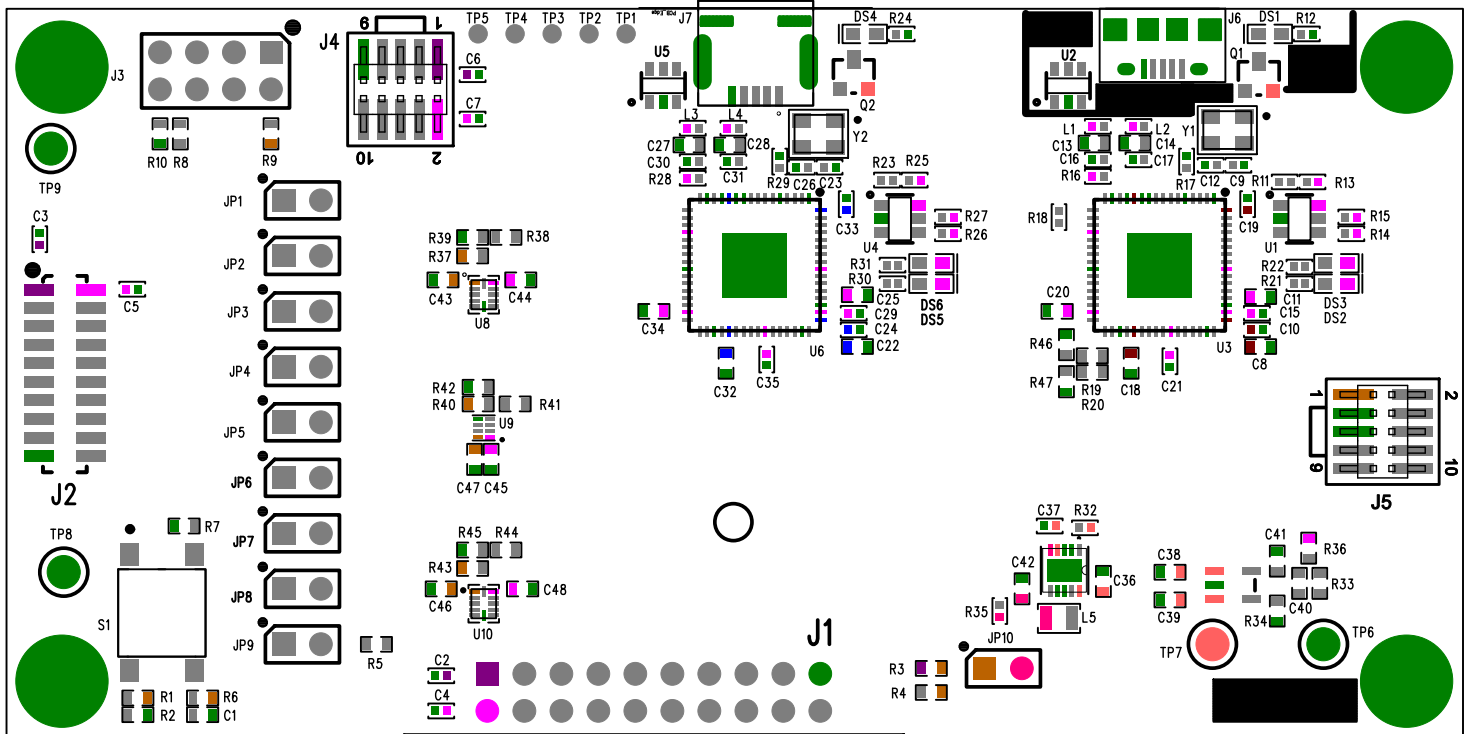 TP5 TP4 TP3 TP2 TP1
PCB_Edge
J7
DS4
R24
J6
DS1
R12
J3
9 1
J4
C6
C7
10 2
U5
Q2
U2
Q1
R10 R8
R9
TP9
L3 L4
C27 C28
C30 C31
R28
R29
C26 C23
Y2
L1 L2
C13 C14
C16 C17
R16
R17
C12 C9
Y1
R23 R25
R11 R13
JP1
C3
R39 R38
R37
C33
U4
R27
R26
R18
C19
U1
R15
R14
JP2
C43 C44
U8
R31
R30
DS6
DS5
R22
R21
DS3
DS2
C5
JP3
C34
C25
C29
C24
C22
U6
C20
C11
C15
C10
C8
U3
JP4
C32
C35
R46
R47
R19
R20
C18
C21
R42
R40 R41
U9
JP5
1 2
9 10
J5
C47 C45
JP6
J2
R7
JP7
TP8
R45 R44
R43
C46 C48
U10
C37 R32
C42
C36
C38
C39
C41
R36
R33
C40
R34
JP8
S1
R35
L5
JP9
R5
J1
JP10
TP7
TP6
C2
C4
R3
R4
R1 R6
R2 C1